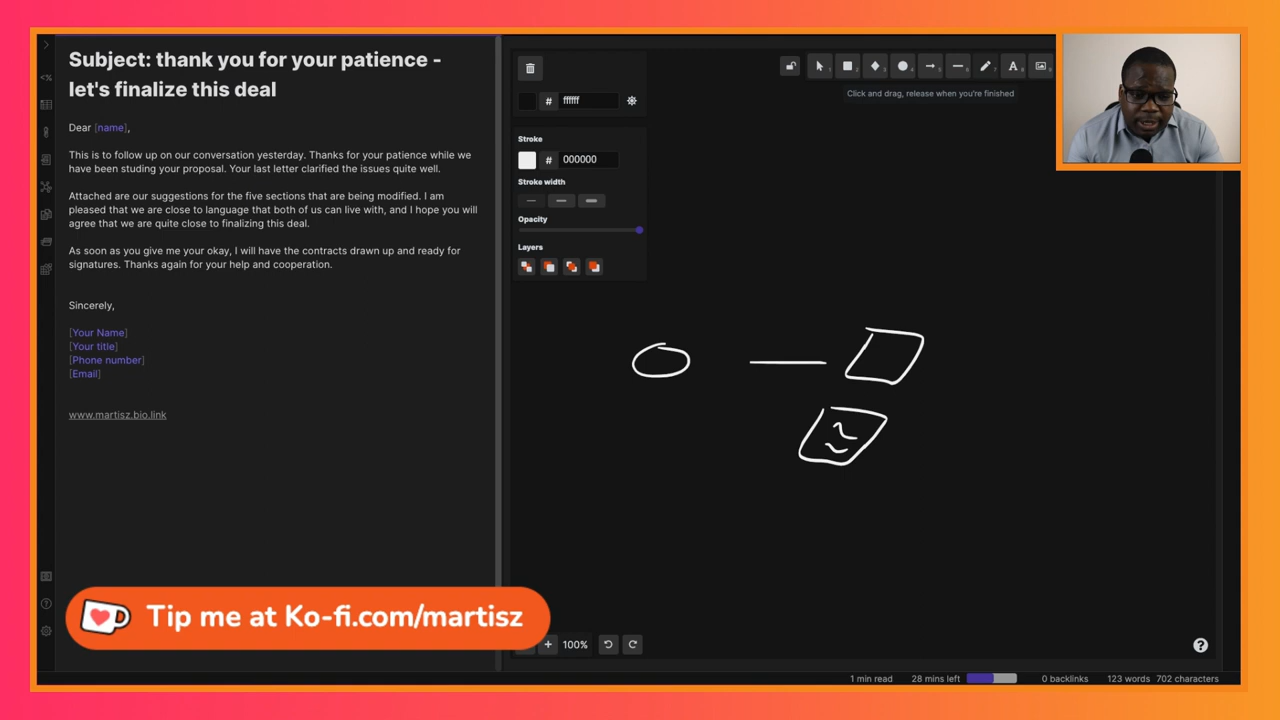 Subject: thank you for your patience -
let's finalize this deal
Dear [name],
This is to follow up on our conversation yesterday. Thanks for your patience while we
have been studing your proposal. Your last letter clarified the issues quite well.
Attached are our suggestions for the five sections that are being modified. I am
pleased that we are close to language that both of us can live with, and I hope you will
agree that we are quite close to finalizing this deal.
As soon as you give me your okay, I will have the contracts drawn up and ready for
signatures. Thanks again for your help and cooperation.
Sincerely,
[Your Name]
[Your title]
[Phone number]
[Email]
www.martisz.bio.link
Tip me at Ko-fi.com/martisz
# ffffff
Stroke
# 000000
Stroke width
Opacity
Layers
A
Click and drag, release when you're finished
+ 100%
?
1 min read 28 mins left 0 backlinks 123 words 702 characters